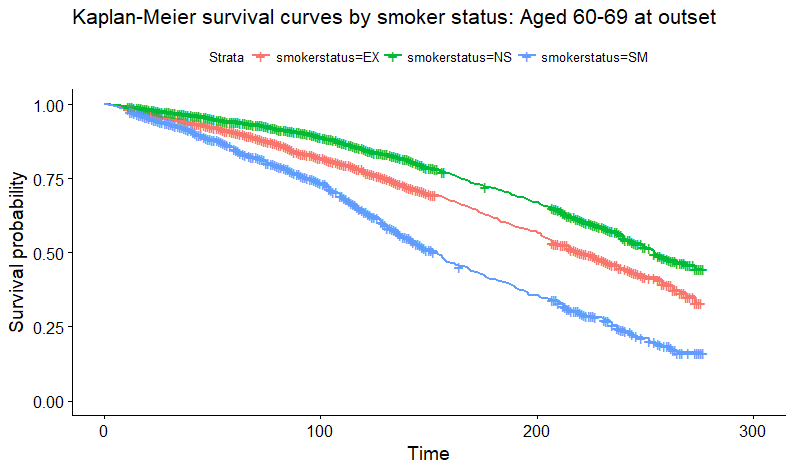 Kaplan-Meier survival curves by smoker status: Aged 60-69 at outset
Strata smokerstatus=EX smokerstatus=NS smokerstatus=SM
Survival probability
1.00
0.75
0.50
0.25
0.00
0 100 200 300
Time